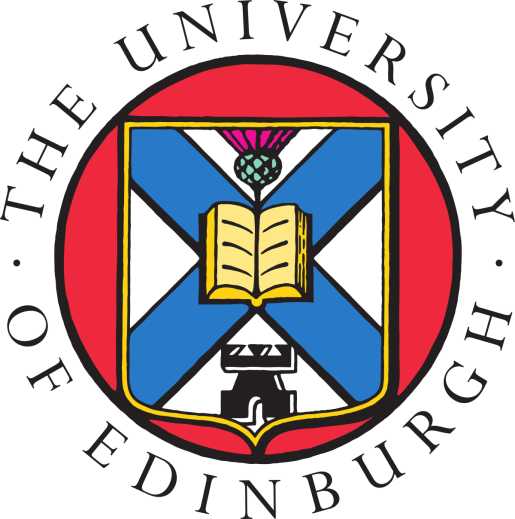 · THE UNIVERSITY ·
OF EDINBURGH